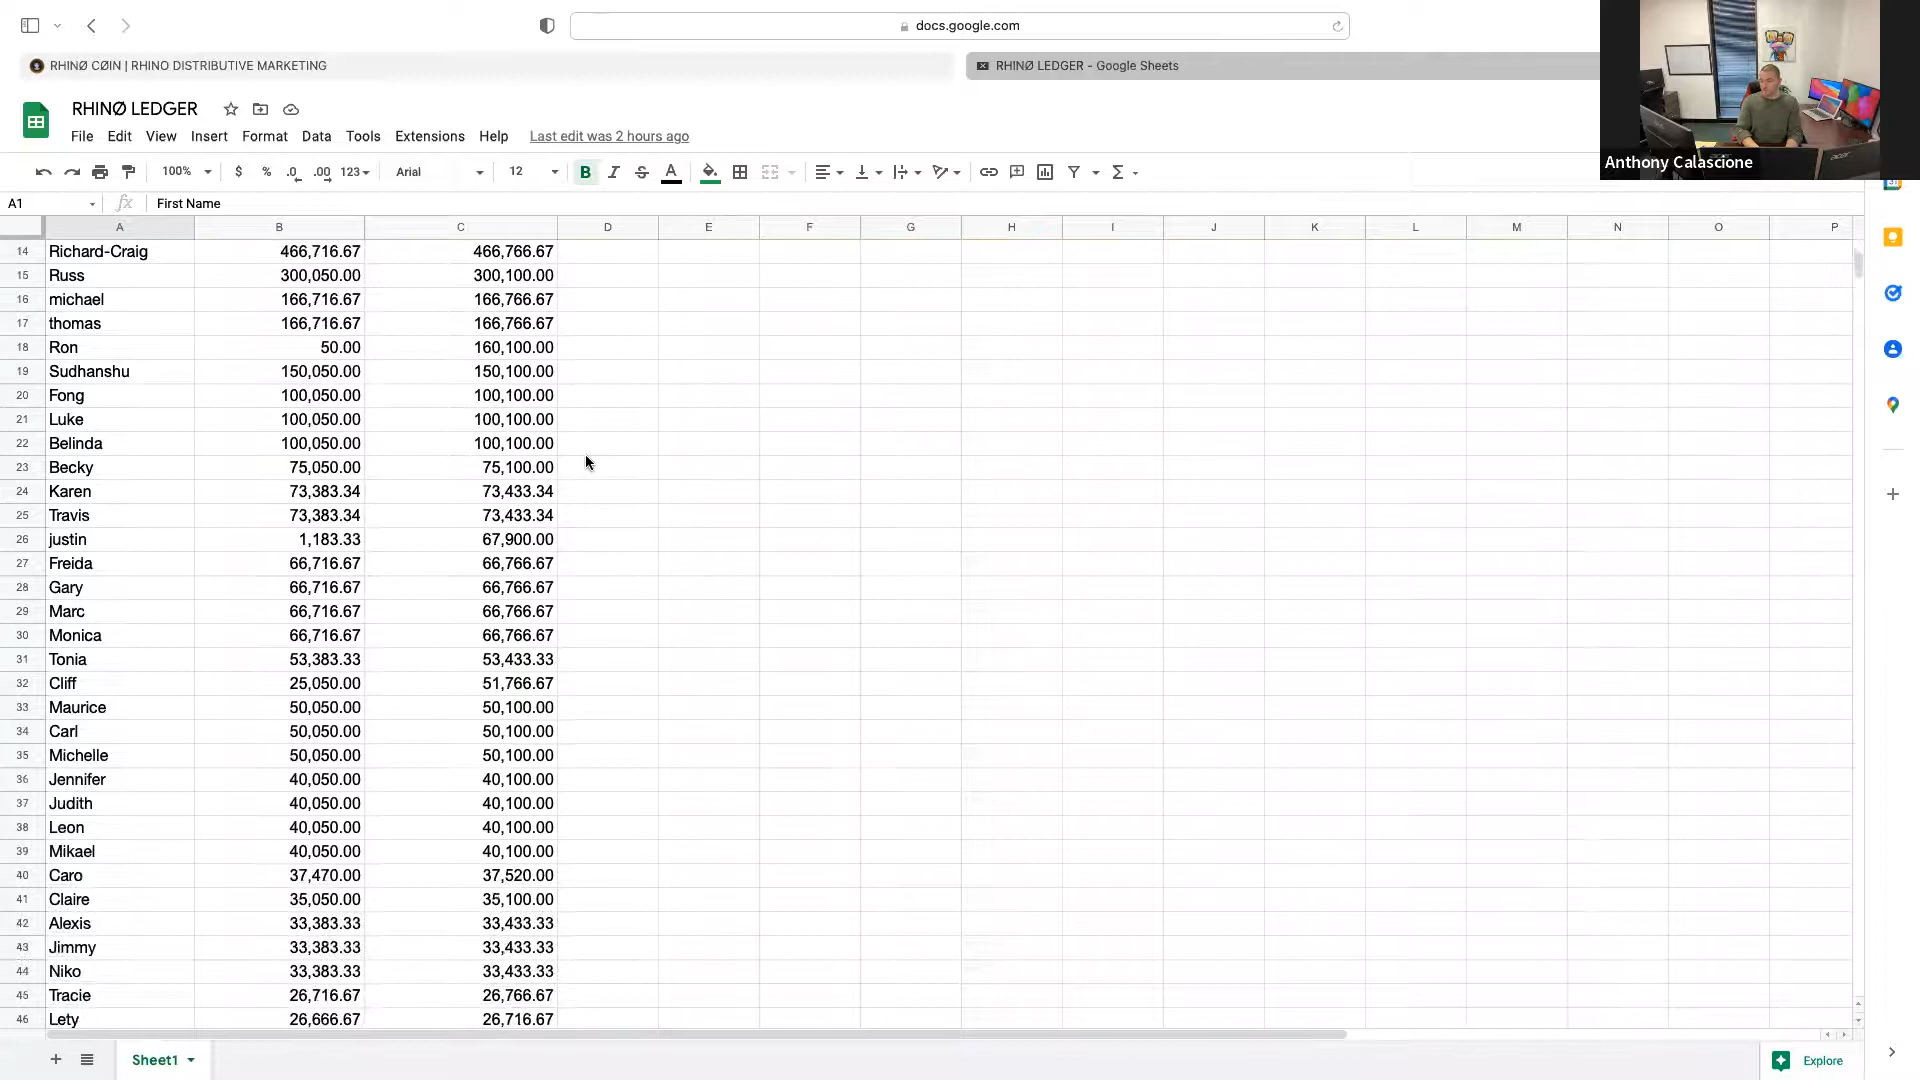 docs.google.com
RHINØ CØIN | RHINO DISTRIBUTIVE MARKETING
RHINØ LEDGER - Google Sheets
RHINØ LEDGER
File Edit View Insert Format Data Tools Extensions Help Last edit was 2 hours ago
100% $ % .0 .00 123 Arial 12 B I S A
Anthony Calascione
A1 fx First Name
A B C D E F G H I J K L M N O P
14 Richard-Craig 466,716.67 466,766.67
15 Russ 300,050.00 300,100.00
16 michael 166,716.67 166,766.67
17 thomas 166,716.67 166,766.67
18 Ron 50.00 160,100.00
19 Sudhanshu 150,050.00 150,100.00
20 Fong 100,050.00 100,100.00
21 Luke 100,050.00 100,100.00
22 Belinda 100,050.00 100,100.00
23 Becky 75,050.00 75,100.00
24 Karen 73,383.34 73,433.34
25 Travis 73,383.34 73,433.34
26 justin 1,183.33 67,900.00
27 Freida 66,716.67 66,766.67
28 Gary 66,716.67 66,766.67
29 Marc 66,716.67 66,766.67
30 Monica 66,716.67 66,766.67
31 Tonia 53,383.33 53,433.33
32 Cliff 25,050.00 51,766.67
33 Maurice 50,050.00 50,100.00
34 Carl 50,050.00 50,100.00
35 Michelle 50,050.00 50,100.00
36 Jennifer 40,050.00 40,100.00
37 Judith 40,050.00 40,100.00
38 Leon 40,050.00 40,100.00
39 Mikael 40,050.00 40,100.00
40 Caro 37,470.00 37,520.00
41 Claire 35,050.00 35,100.00
42 Alexis 33,383.33 33,433.33
43 Jimmy 33,383.33 33,433.33
44 Niko 33,383.33 33,433.33
45 Tracie 26,716.67 26,766.67
46 Lety 26,666.67 26,716.67
Sheet1 Explore